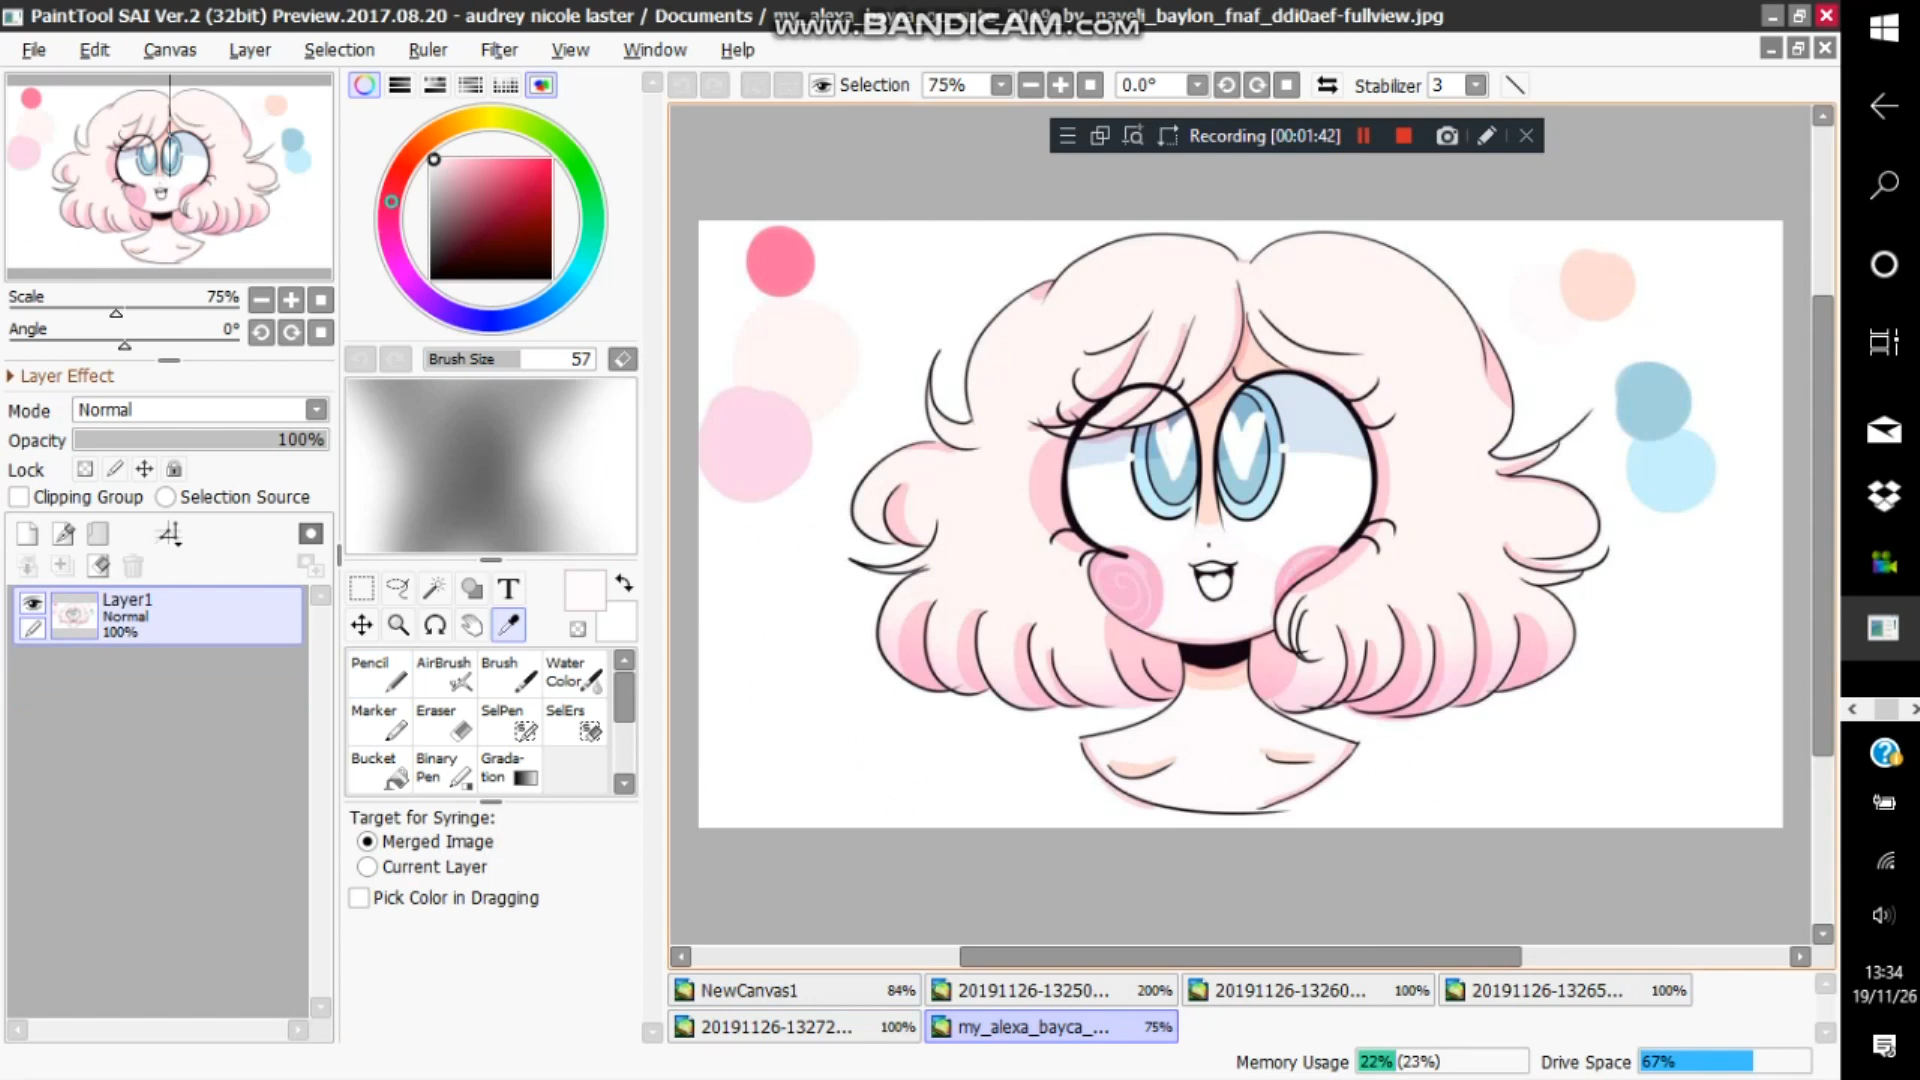 PaintTool SAI Ver.2 (32bit) Preview.2017.08.20 - audrey nicole laster / Documents / my_alexa_
by_nayeli_baylon_fnaf_ddi0aef-fullview.jpg
www.BANDICAM.com
File Edit Canvas Layer Selection Ruler Filter View Window Help
Selection 75% 0.0° Stabilizer 3
Recording [00:01:42]
Scale 75%
Angle 0°
Brush Size 57
Layer Effect
Mode Normal
Opacity 100%
Lock
Clipping Group Selection Source
Layer1
Normal
100%
T
Pencil AirBrush Brush Water Color
Marker Eraser SelPen SelErs
Bucket Binary Pen Grada-tion
Target for Syringe:
Merged Image
Current Layer
Pick Color in Dragging
NewCanvas1 84% 20191126-13250... 200% 20191126-13260... 100% 20191126-13265... 100%
20191126-13272... 100% my_alexa_bayca_... 75%
Memory Usage 22% (23%) Drive Space 67%
13:34
19/11/26